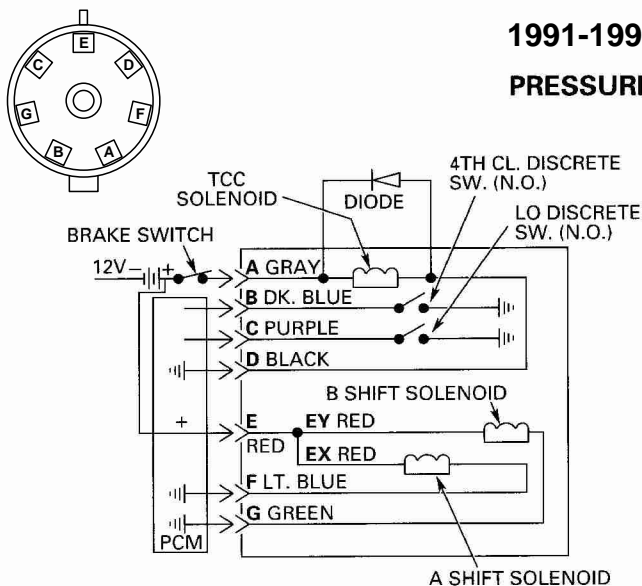 1991-199
PRESSUR
E
C
D
G
F
B
A
TCC
SOLENOID
DIODE
4TH CL. DISCRETE
SW. (N.O.)
LO DISCRETE
SW. (N.O.)
BRAKE SWITCH
12V - +
A GRAY
B DK. BLUE
C PURPLE
D BLACK
B SHIFT SOLENOID
+
E
RED
EY RED
EX RED
F LT. BLUE
G GREEN
PCM
A SHIFT SOLENOID